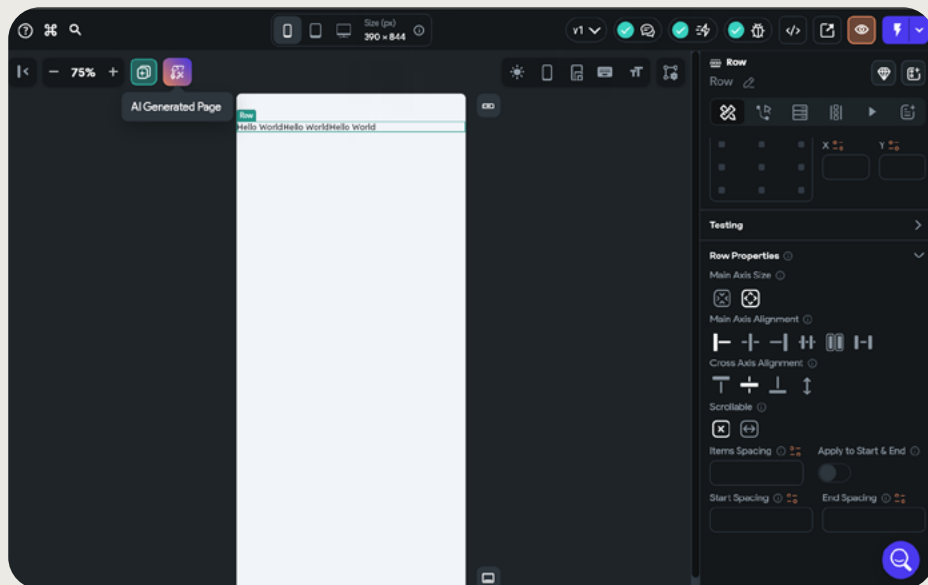 Size (px)
390 × 844
v1
75%
AI Generated Page
Row
Hello WorldHello WorldHello World
Row
Row
X
Y
Testing
Row Properties
Main Axis Size
Main Axis Alignment
Cross Axis Alignment
Scrollable
Items Spacing
Apply to Start & End
Start Spacing
End Spacing